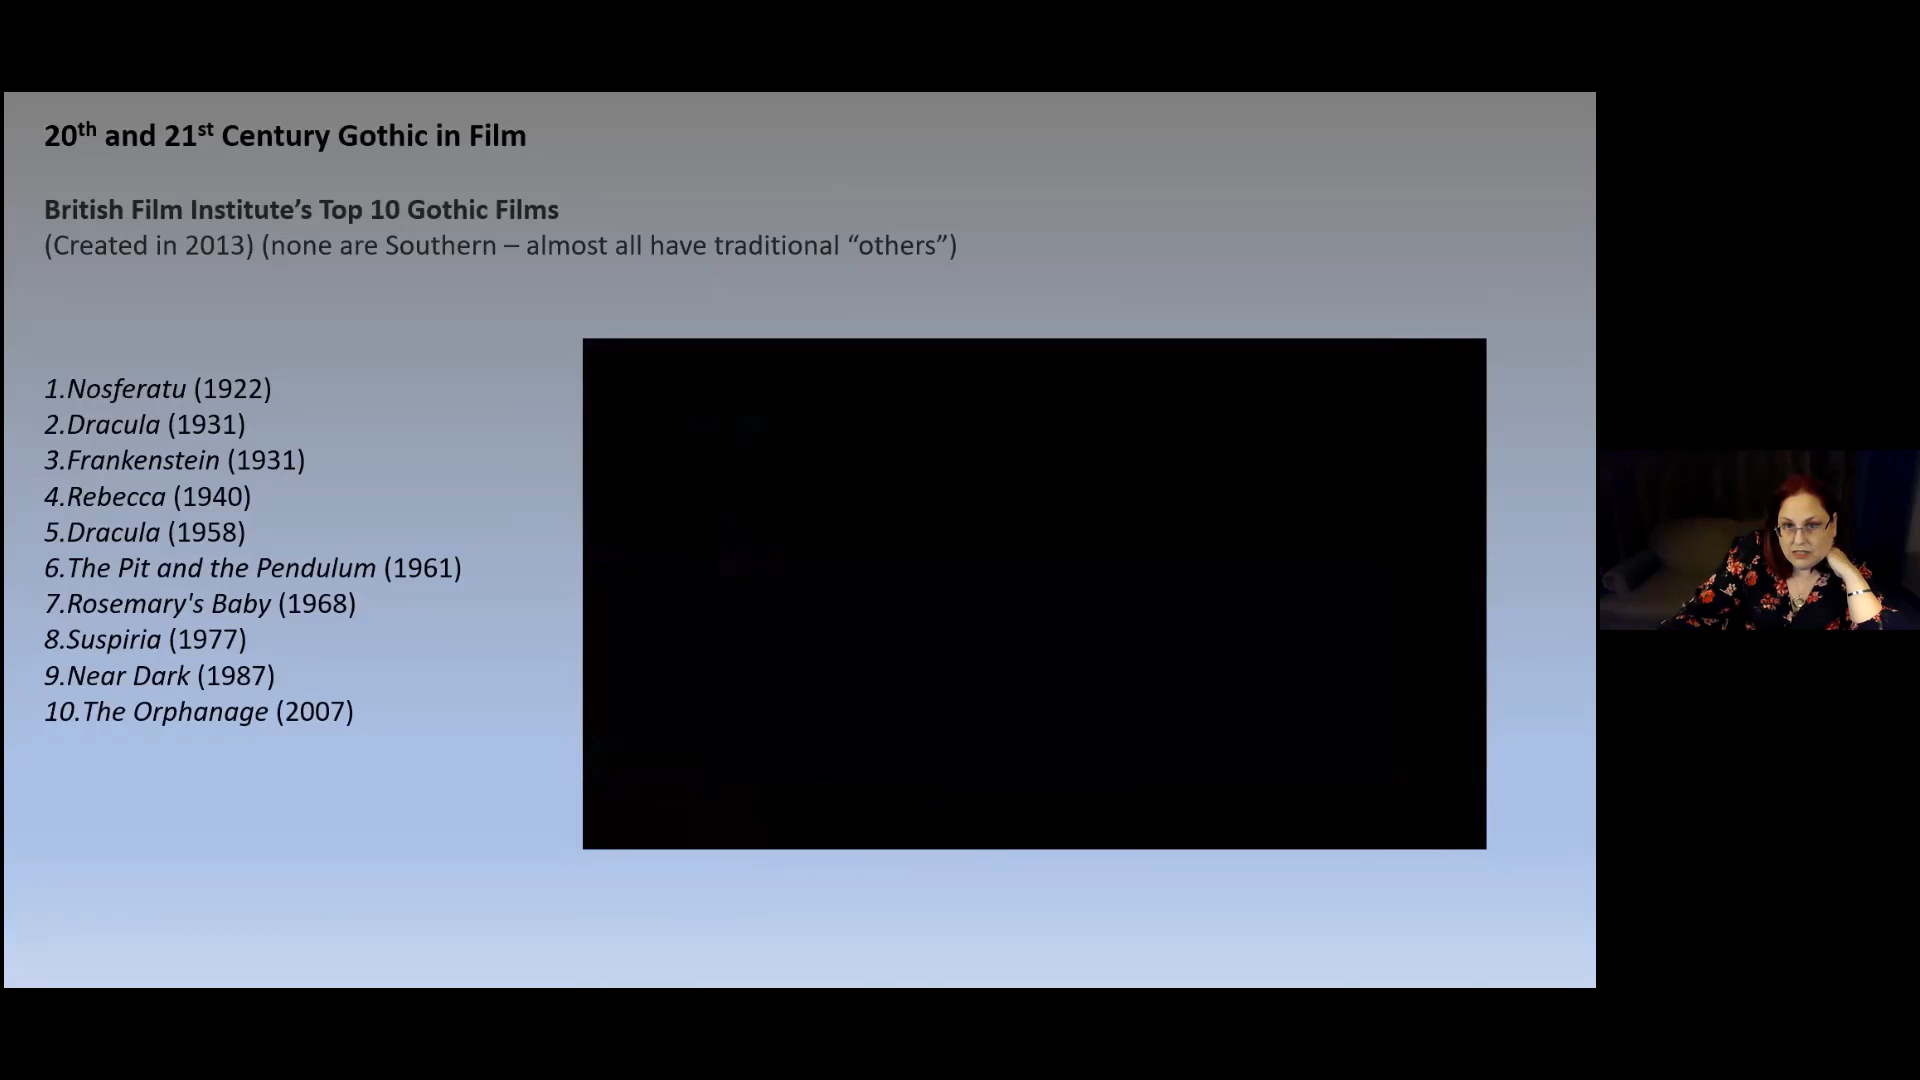 20th and 21st Century Gothic in Film
British Film Institute’s Top 10 Gothic Films
(Created in 2013) (none are Southern – almost all have traditional “others”)
1.Nosferatu (1922)
2.Dracula (1931)
3.Frankenstein (1931)
4.Rebecca (1940)
5.Dracula (1958)
6.The Pit and the Pendulum (1961)
7.Rosemary's Baby (1968)
8.Suspiria (1977)
9.Near Dark (1987)
10.The Orphanage (2007)